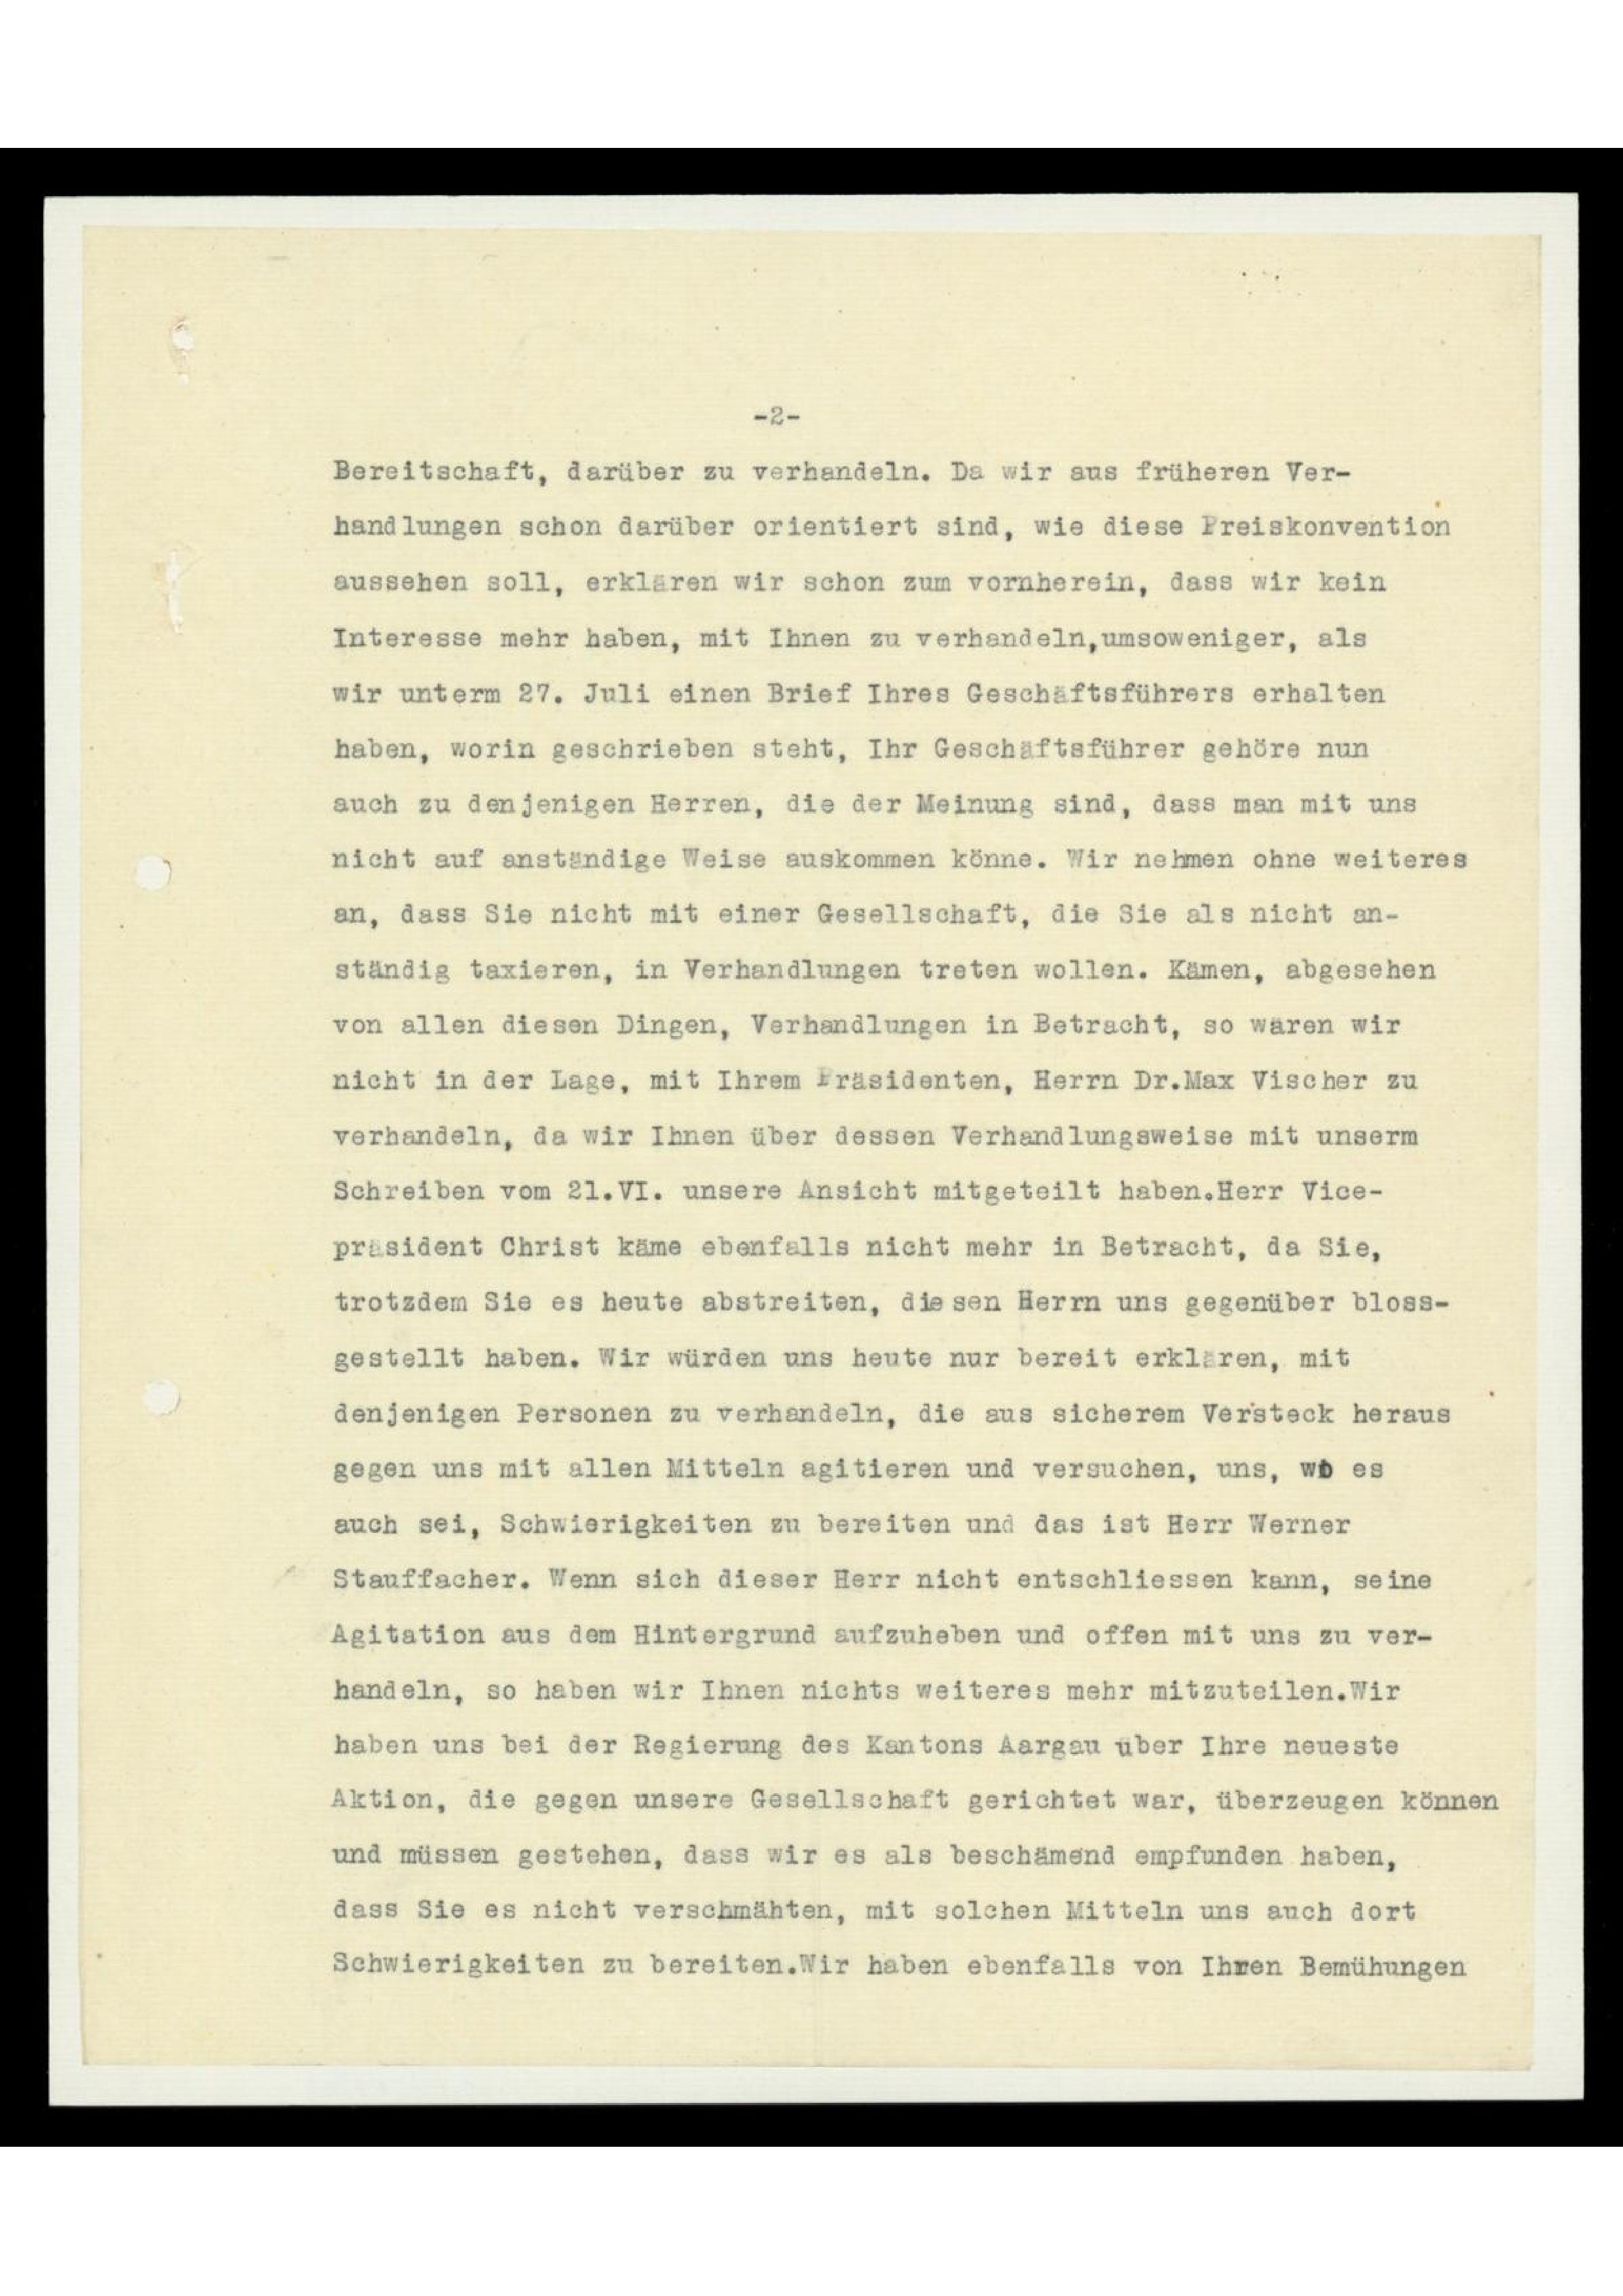 -2-
Bereitschaft, darüber zu verhandeln. Da wir aus früheren Ver-
handlungen schon darüber orientiert sind, wie diese Preiskonvention
aussehen soll, erklären wir schon zum vornherein, dass wir kein
Interesse mehr haben, mit Ihnen zu verhandeln,umsoweniger, als
wir unterm 27. Juli einen Brief Ihres Geschäftsführers erhalten
haben, worin geschrieben steht, Ihr Geschäftsführer gehöre nun
auch zu denjenigen Herren, die der Meinung sind, dass man mit uns
nicht auf anständige Weise auskommen könne. Wir nehmen ohne weiteres
an, dass Sie nicht mit einer Gesellschaft, die Sie als nicht an-
ständig taxieren, in Verhandlungen treten wollen. Kämen, abgesehen
von allen diesen Dingen, Verhandlungen in Betracht, so wären wir
nicht in der Lage, mit Ihrem Präsidenten, Herrn Dr.Max Vischer zu
verhandeln, da wir Ihnen über dessen Verhandlungsweise mit unserm
Schreiben vom 21.VI. unsere Ansicht mitgeteilt haben.Herr Vice-
präsident Christ käme ebenfalls nicht mehr in Betracht, da Sie,
trotzdem Sie es heute abstreiten, diesen Herrn uns gegenüber bloss-
gestellt haben. Wir würden uns heute nur bereit erklären, mit
denjenigen Personen zu verhandeln, die aus sicherem Versteck heraus
gegen uns mit allen Mitteln agitieren und versuchen, uns, wo es
auch sei, Schwierigkeiten zu bereiten und das ist Herr Werner
Stauffacher. Wenn sich dieser Herr nicht entschliessen kann, seine
Agitation aus dem Hintergrund aufzuheben und offen mit uns zu ver-
handeln, so haben wir Ihnen nichts weiteres mehr mitzuteilen.Wir
haben uns bei der Regierung des Kantons Aargau über Ihre neueste
Aktion, die gegen unsere Gesellschaft gerichtet war, überzeugen können
und müssen gestehen, dass wir es als beschämend empfunden haben,
dass Sie es nicht verschmähten, mit solchen Mitteln uns auch dort
Schwierigkeiten zu bereiten.Wir haben ebenfalls von Ihren Bemühungen